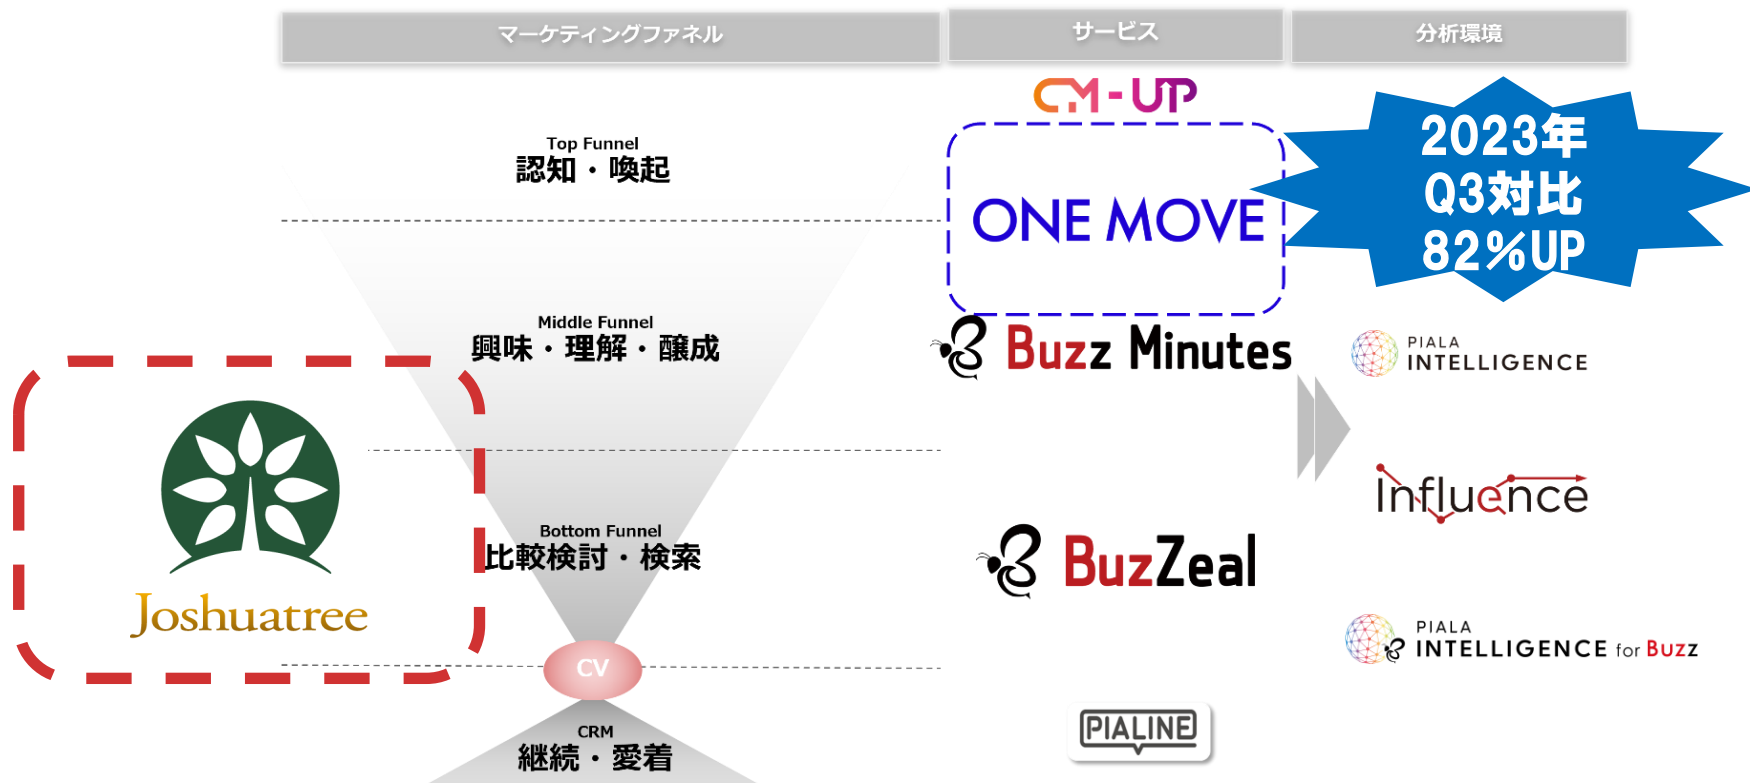 マーケティングファネル
サービス
分析環境
CM-UP
Top Funnel
認知・喚起
ONE MOVE
2023年
Q3対比
82%UP
Middle Funnel
興味・理解・醸成
Buzz Minutes
PIALA
INTELLIGENCE
Joshuatree
Influence
Bottom Funnel
比較検討・検索
BuzZeal
PIALA
INTELLIGENCE for Buzz
CV
CRM
継続・愛着
PIALINE